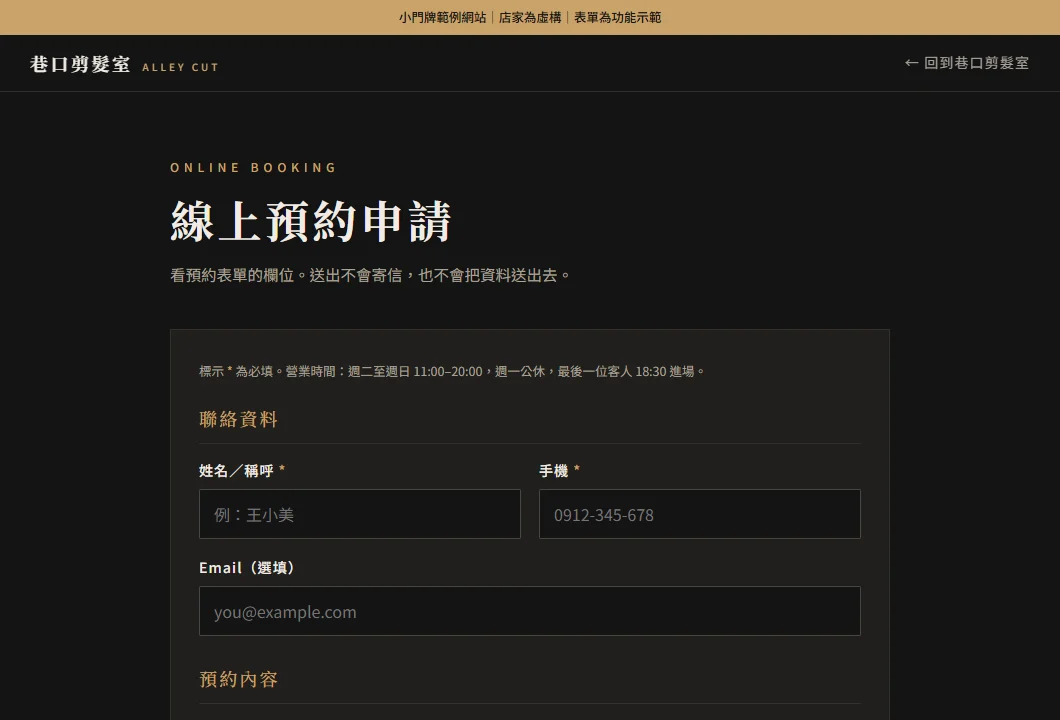 小門牌範例網站｜店家為虛構｜表單為功能示範
巷口剪髮室 ALLEY CUT
← 回到巷口剪髮室
ONLINE BOOKING
線上預約申請
看預約表單的欄位。送出不會寄信，也不會把資料送出去。
標示 * 為必填。營業時間：週二至週日 11:00–20:00，週一公休，最後一位客人 18:30 進場。
聯絡資料
姓名／稱呼 *
手機 *
例：王小美
0912-345-678
Email（選填）
you@example.com
預約內容